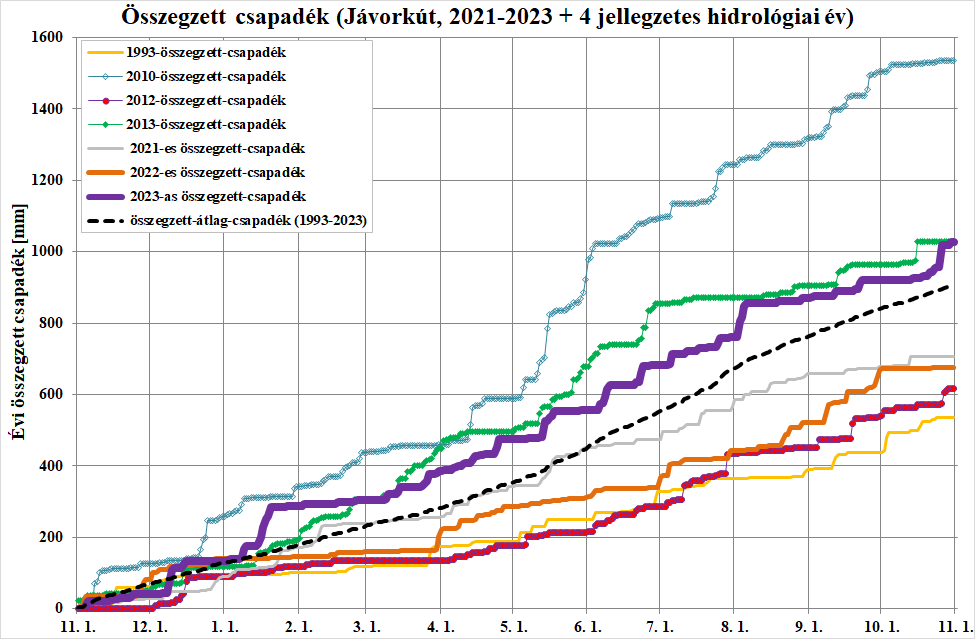 Összegzett csapadék (Jávorkút, 2021-2023 + 4 jellegzetes hidrológiai év)
Évi összegzett csapadék [mm]
1600
1400
1200
1000
800
600
400
200
0
1993-összegzett-csapadék
2010-összegzett-csapadék
2012-összegzett-csapadék
2013-összegzett-csapadék
2021-es összegzett-csapadék
2022-es összegzett-csapadék
2023-as összegzett-csapadék
összegzett-átlag-csapadék (1993-2023)
11. 1. 12. 1. 1. 1. 2. 1. 3. 1. 4. 1. 5. 1. 6. 1. 7. 1. 8. 1. 9. 1. 10. 1. 11. 1.